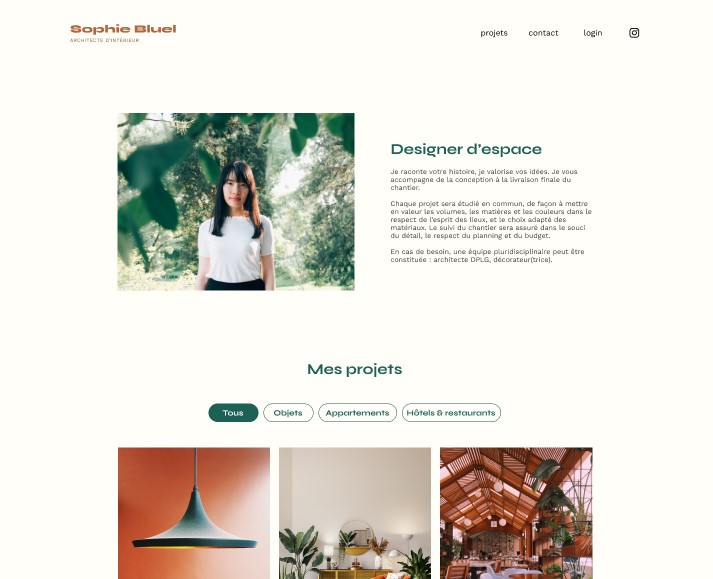 Sophie Bluel
ARCHITECTE D'INTÉRIEUR
projets
contact
login
Designer d'espace
Je raconte votre histoire, je valorise vos idées. Je vous
accompagne de la conception à la livraison finale du
chantier.
Chaque projet sera étudié en commun, de façon à mettre
en valeur les volumes, les matières et les couleurs dans le
respect de l'esprit des lieux, et le choix adapté des
matériaux. Le suivi du chantier sera assuré dans le souci
du détail, le respect du planning et du budget.
En cas de besoin, une équipe pluridisciplinaire peut être
constituée : architecte DPLG, décorateur(trice).
Mes projets
Tous
Objets
Appartements
Hôtels & restaurants